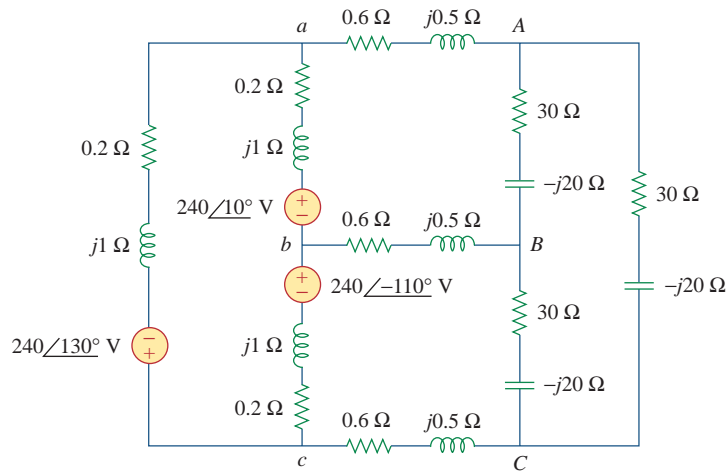 a
0.6 Ω
j0.5 Ω
A
0.2 Ω
30 Ω
0.2 Ω
j1 Ω
–j20 Ω
30 Ω
240∠10° V
+
–
0.6 Ω
j0.5 Ω
j1 Ω
b
B
+
–
240∠–110° V
–j20 Ω
30 Ω
240∠130° V
–
+
j1 Ω
–j20 Ω
0.2 Ω
0.6 Ω
j0.5 Ω
c
C